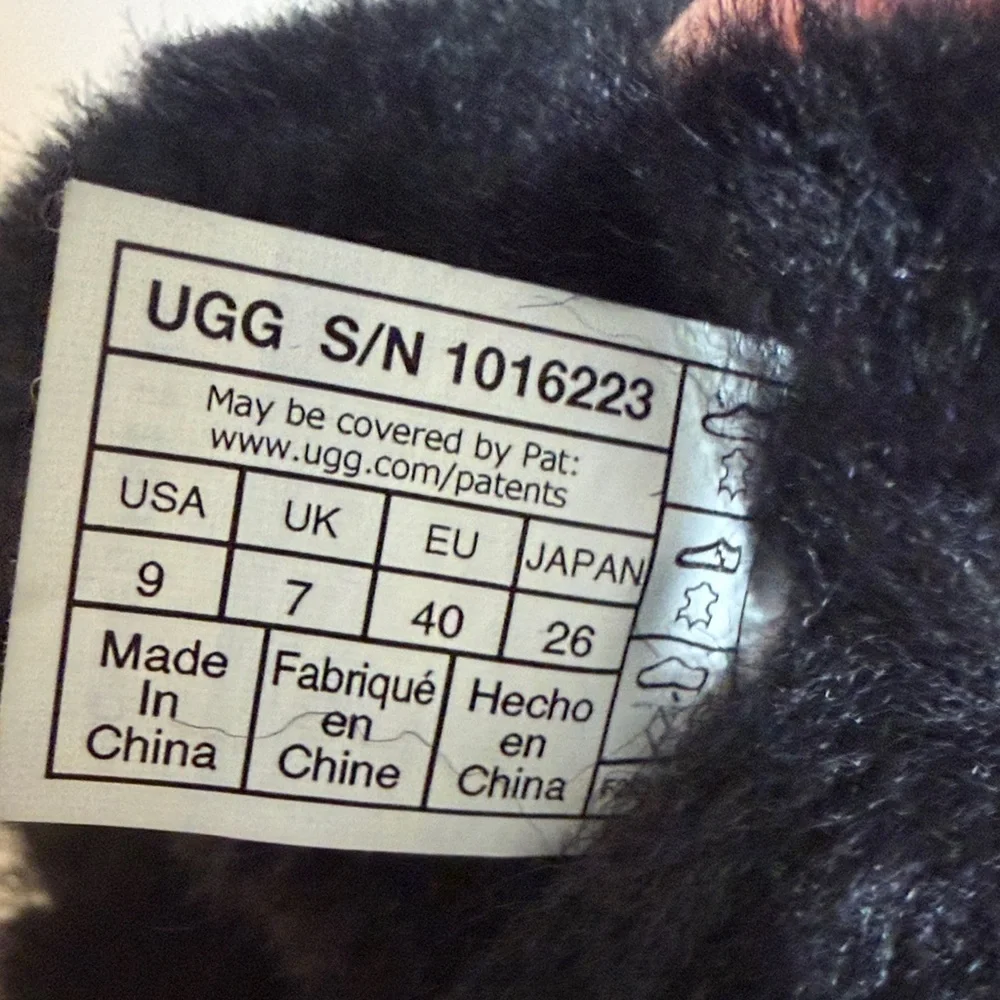 UGG S/N 1016223
May be covered by Pat:
www.ugg.com/patents
USA UK EU JAPAN
9 7 40 26
Made
In
China
Fabriqué
en
Chine
Hecho
en
China